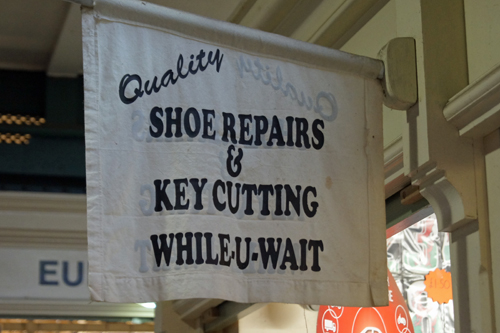 Quality
SHOE REPAIRS
&
KEY CUTTING
WHILE-U-WAIT
EU